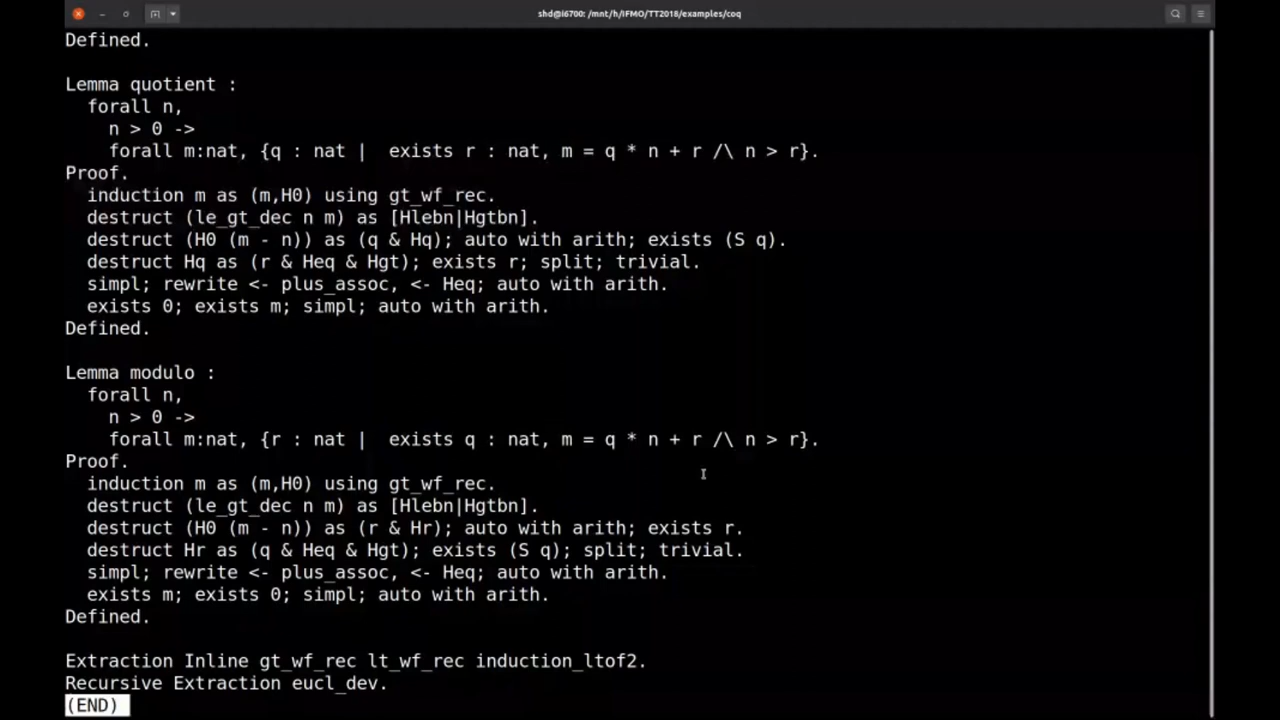 shd@i6700: /mnt/h/IFMO/TT2018/examples/coq
Defined.
Lemma quotient :
  forall n,
    n > 0 ->
    forall m:nat, {q : nat |  exists r : nat, m = q * n + r /\ n > r}.
Proof.
  induction m as (m,H0) using gt_wf_rec.
  destruct (le_gt_dec n m) as [Hlebn|Hgtbn].
  destruct (H0 (m - n)) as (q & Hq); auto with arith; exists (S q).
  destruct Hq as (r & Heq & Hgt); exists r; split; trivial.
  simpl; rewrite <- plus_assoc, <- Heq; auto with arith.
  exists 0; exists m; simpl; auto with arith.
Defined.
Lemma modulo :
  forall n,
    n > 0 ->
    forall m:nat, {r : nat |  exists q : nat, m = q * n + r /\ n > r}.
Proof.
  induction m as (m,H0) using gt_wf_rec.
  destruct (le_gt_dec n m) as [Hlebn|Hgtbn].
  destruct (H0 (m - n)) as (r & Hr); auto with arith; exists r.
  destruct Hr as (q & Heq & Hgt); exists (S q); split; trivial.
  simpl; rewrite <- plus_assoc, <- Heq; auto with arith.
  exists m; exists 0; simpl; auto with arith.
Defined.
Extraction Inline gt_wf_rec lt_wf_rec induction_ltof2.
Recursive Extraction eucl_dev.
(END)